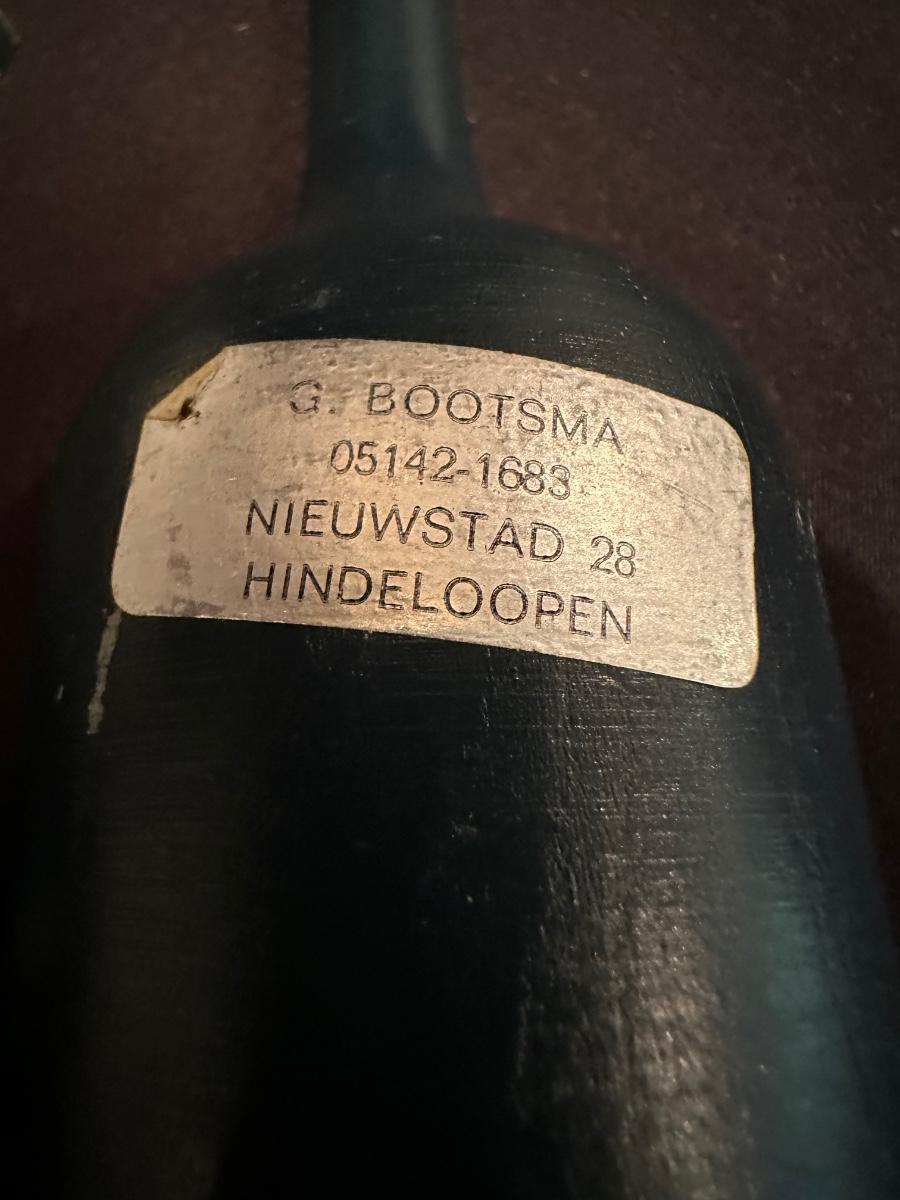 G. BOOTSMA
05142-1683
NIEUWSTAD 28
HINDELOOPEN